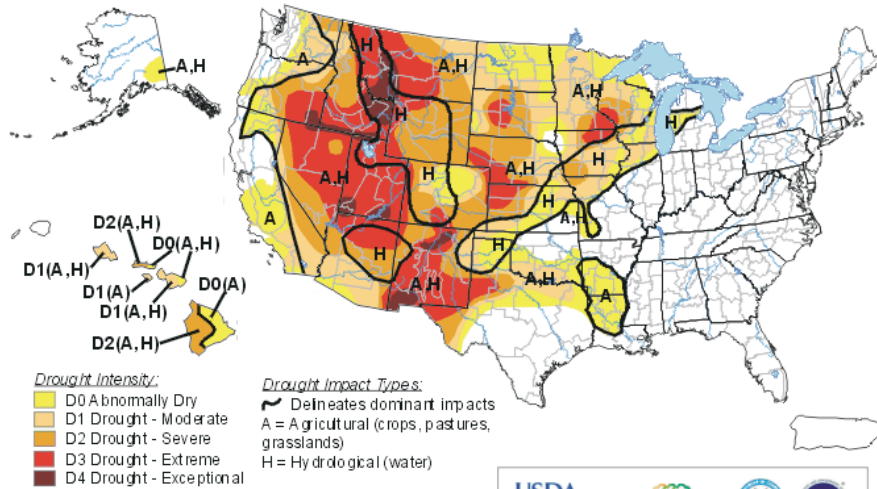 A,H
D2(A,H)
D0(A,H)
D1(A,H)
D1(A)
D1(A,H)
D0(A)
D2(A,H)
A
H
A,H
A,H
H
H
A,H
H
A,H
H
H
A,H
A
H
H
A,H
A,H
A
Drought Intensity:
D0 Abnormally Dry
D1 Drought - Moderate
D2 Drought - Severe
D3 Drought - Extreme
D4 Drought - Exceptional
Drought Impact Types:
Delineates dominant impacts
A = Agricultural (crops, pastures,
grasslands)
H = Hydrological (water)
USDA